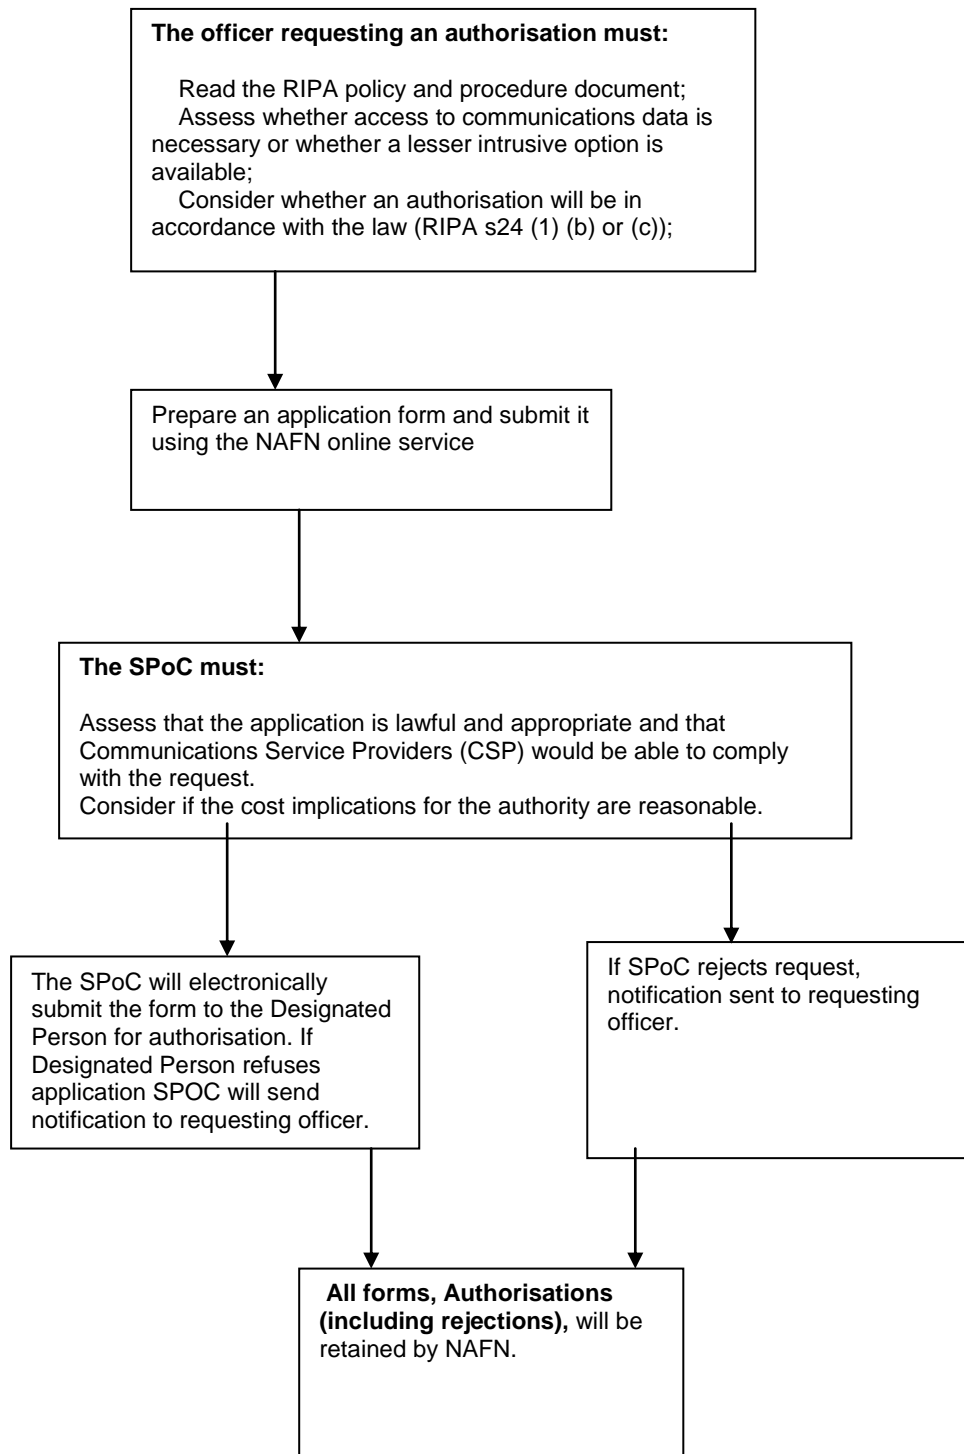 The officer requesting an authorisation must:
Read the RIPA policy and procedure document;
Assess whether access to communications data is
necessary or whether a lesser intrusive option is
available;
Consider whether an authorisation will be in
accordance with the law (RIPA s24 (1) (b) or (c));
Prepare an application form and submit it
using the NAFN online service
The SPoC must:
Assess that the application is lawful and appropriate and that
Communications Service Providers (CSP) would be able to comply
with the request.
Consider if the cost implications for the authority are reasonable.
The SPoC will electronically
submit the form to the Designated
Person for authorisation. If
Designated Person refuses
application SPOC will send
notification to requesting officer.
If SPoC rejects request,
notification sent to requesting
officer.
All forms, Authorisations
(including rejections), will be
retained by NAFN.